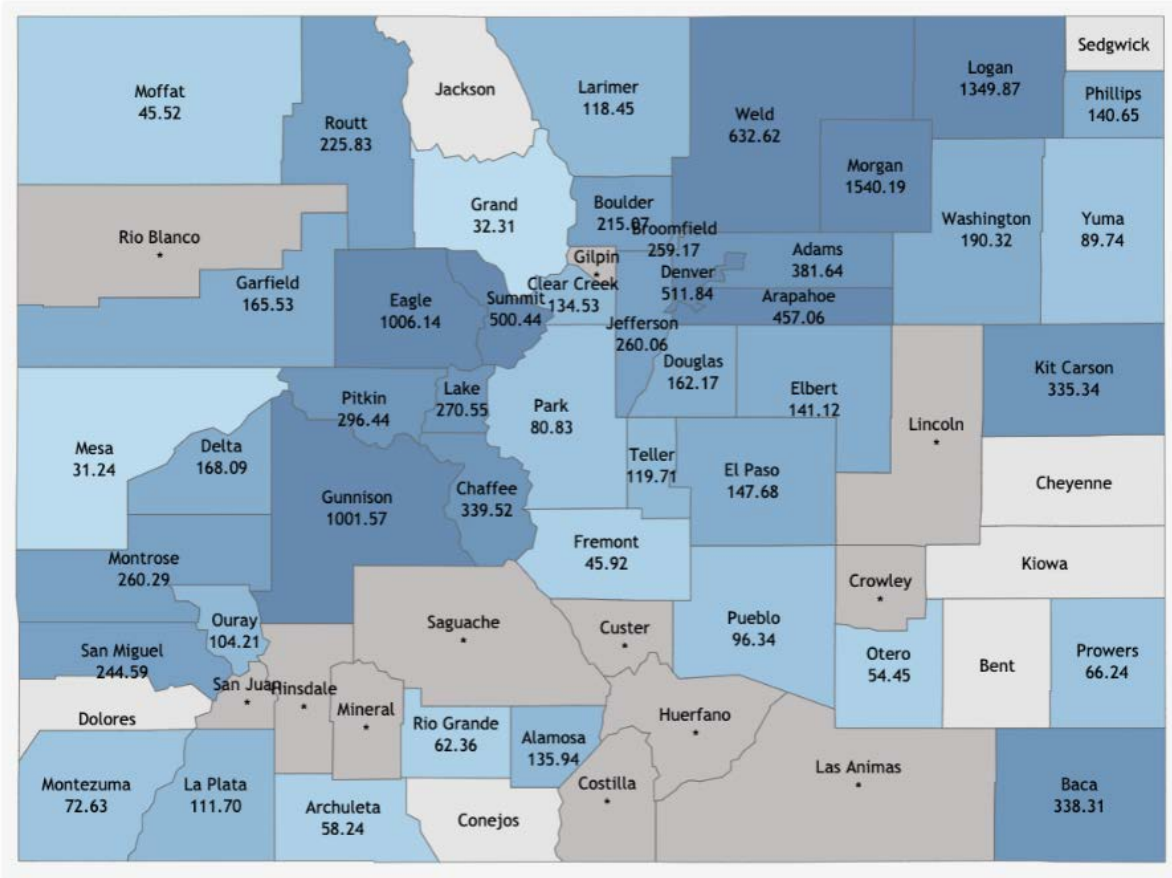 Sedgwick
Logan
1349.87
Moffat
45.52
Jackson
Larimer
118.45
Phillips
140.65
Weld
632.62
Routt
225.83
Morgan
1540.19
Grand
32.31
Boulder
215.07
Washington
190.32
Yuma
89.74
Broomfield
259.17
Rio Blanco
*
Gilpin
*
Adams
381.64
Denver
511.84
Garfield
165.53
Clear Creek
134.53
Eagle
1006.14
Summit
500.44
Arapahoe
457.06
Jefferson
260.06
Douglas
162.17
Kit Carson
335.34
Pitkin
296.44
Lake
270.55
Elbert
141.12
Park
80.83
Lincoln
*
Mesa
31.24
Delta
168.09
Teller
119.71
El Paso
147.68
Cheyenne
Gunnison
1001.57
Chaffee
339.52
Fremont
45.92
Montrose
260.29
Kiowa
Crowley
*
Ouray
104.21
Saguache
*
Custer
*
Pueblo
96.34
San Miguel
244.59
Otero
54.45
Bent
Prowers
66.24
San Juan
*
Hinsdale
*
Mineral
*
Dolores
Rio Grande
62.36
Huerfano
*
Alamosa
135.94
Las Animas
*
Montezuma
72.63
La Plata
111.70
Costilla
*
Baca
338.31
Archuleta
58.24
Conejos